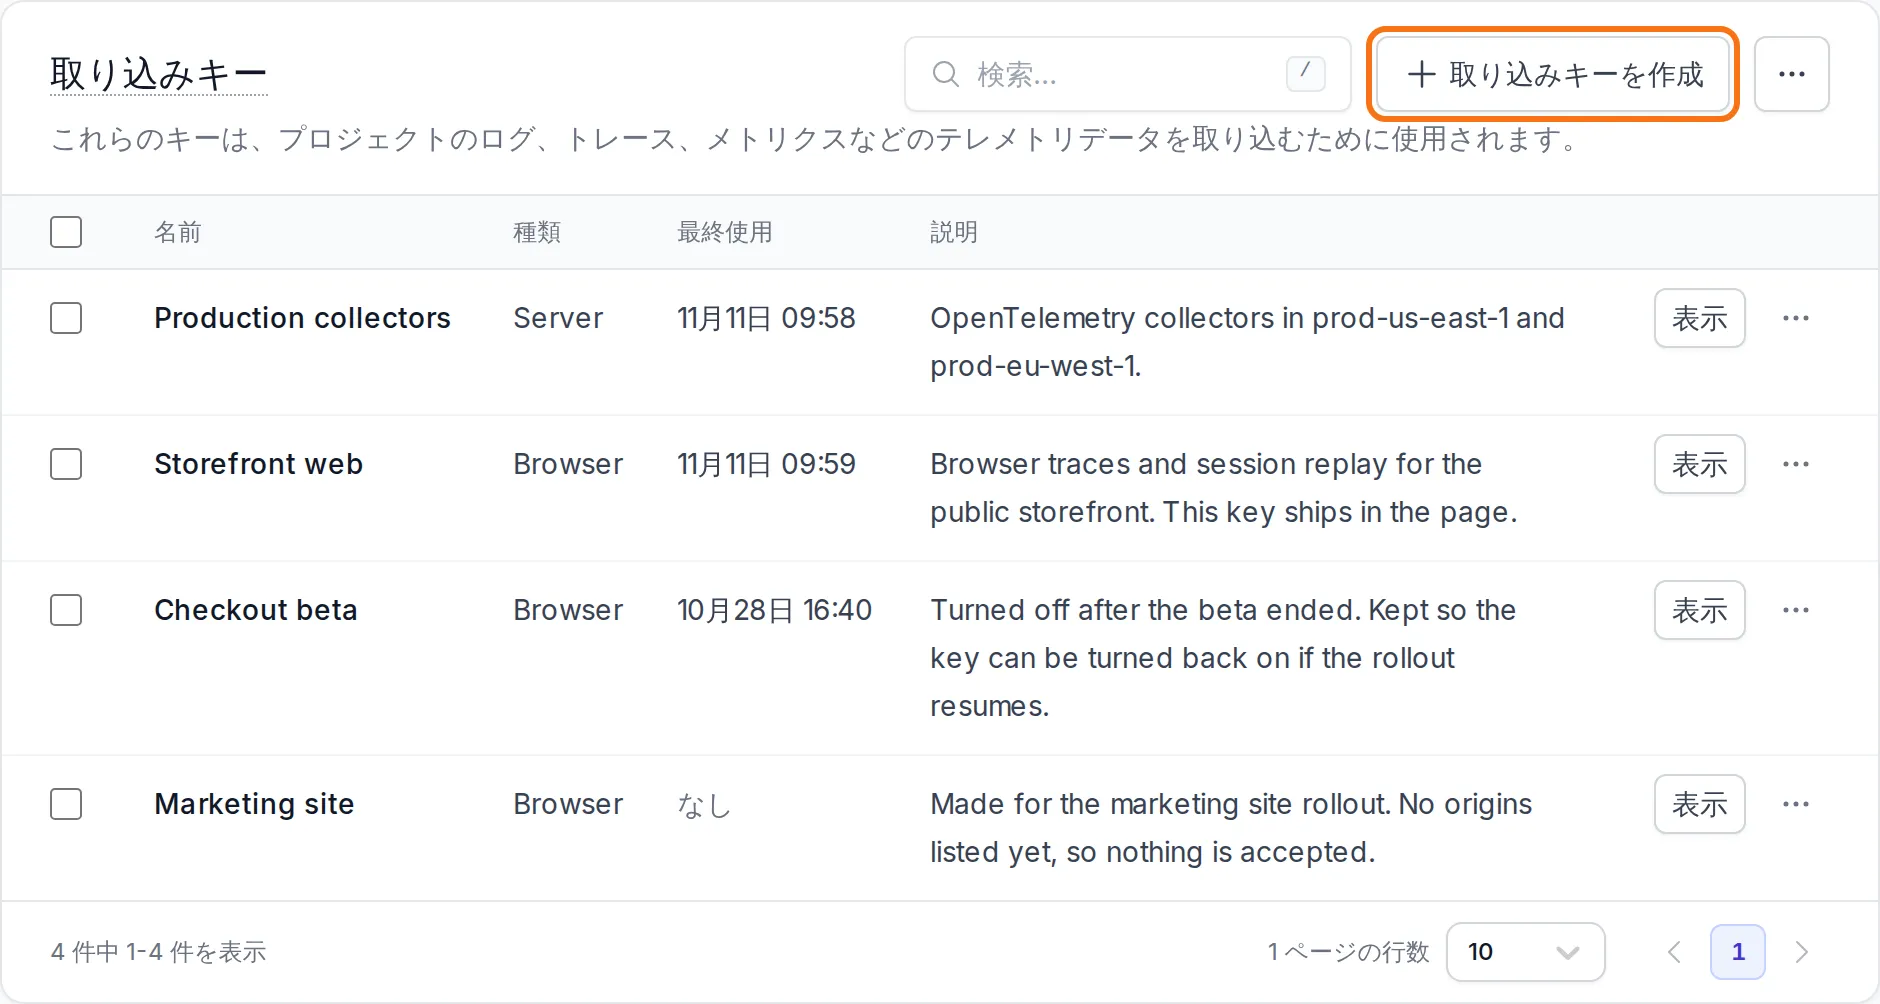 取り込みキー
検索...
/
取り込みキーを作成
これらのキーは、プロジェクトのログ、トレース、メトリクスなどのテレメトリデータを取り込むために使用されます。
名前 種類 最終使用 説明
Production collectors Server 11月11日 09:58 OpenTelemetry collectors in prod-us-east-1 and 表示
prod-eu-west-1.
Storefront web Browser 11月11日 09:59 Browser traces and session replay for the 表示
public storefront. This key ships in the page.
Checkout beta Browser 10月28日 16:40 Turned off after the beta ended. Kept so the 表示
key can be turned back on if the rollout
resumes.
Marketing site Browser なし Made for the marketing site rollout. No origins 表示
listed yet, so nothing is accepted.
4 件中 1-4 件を表示 1 ページの行数 10 1